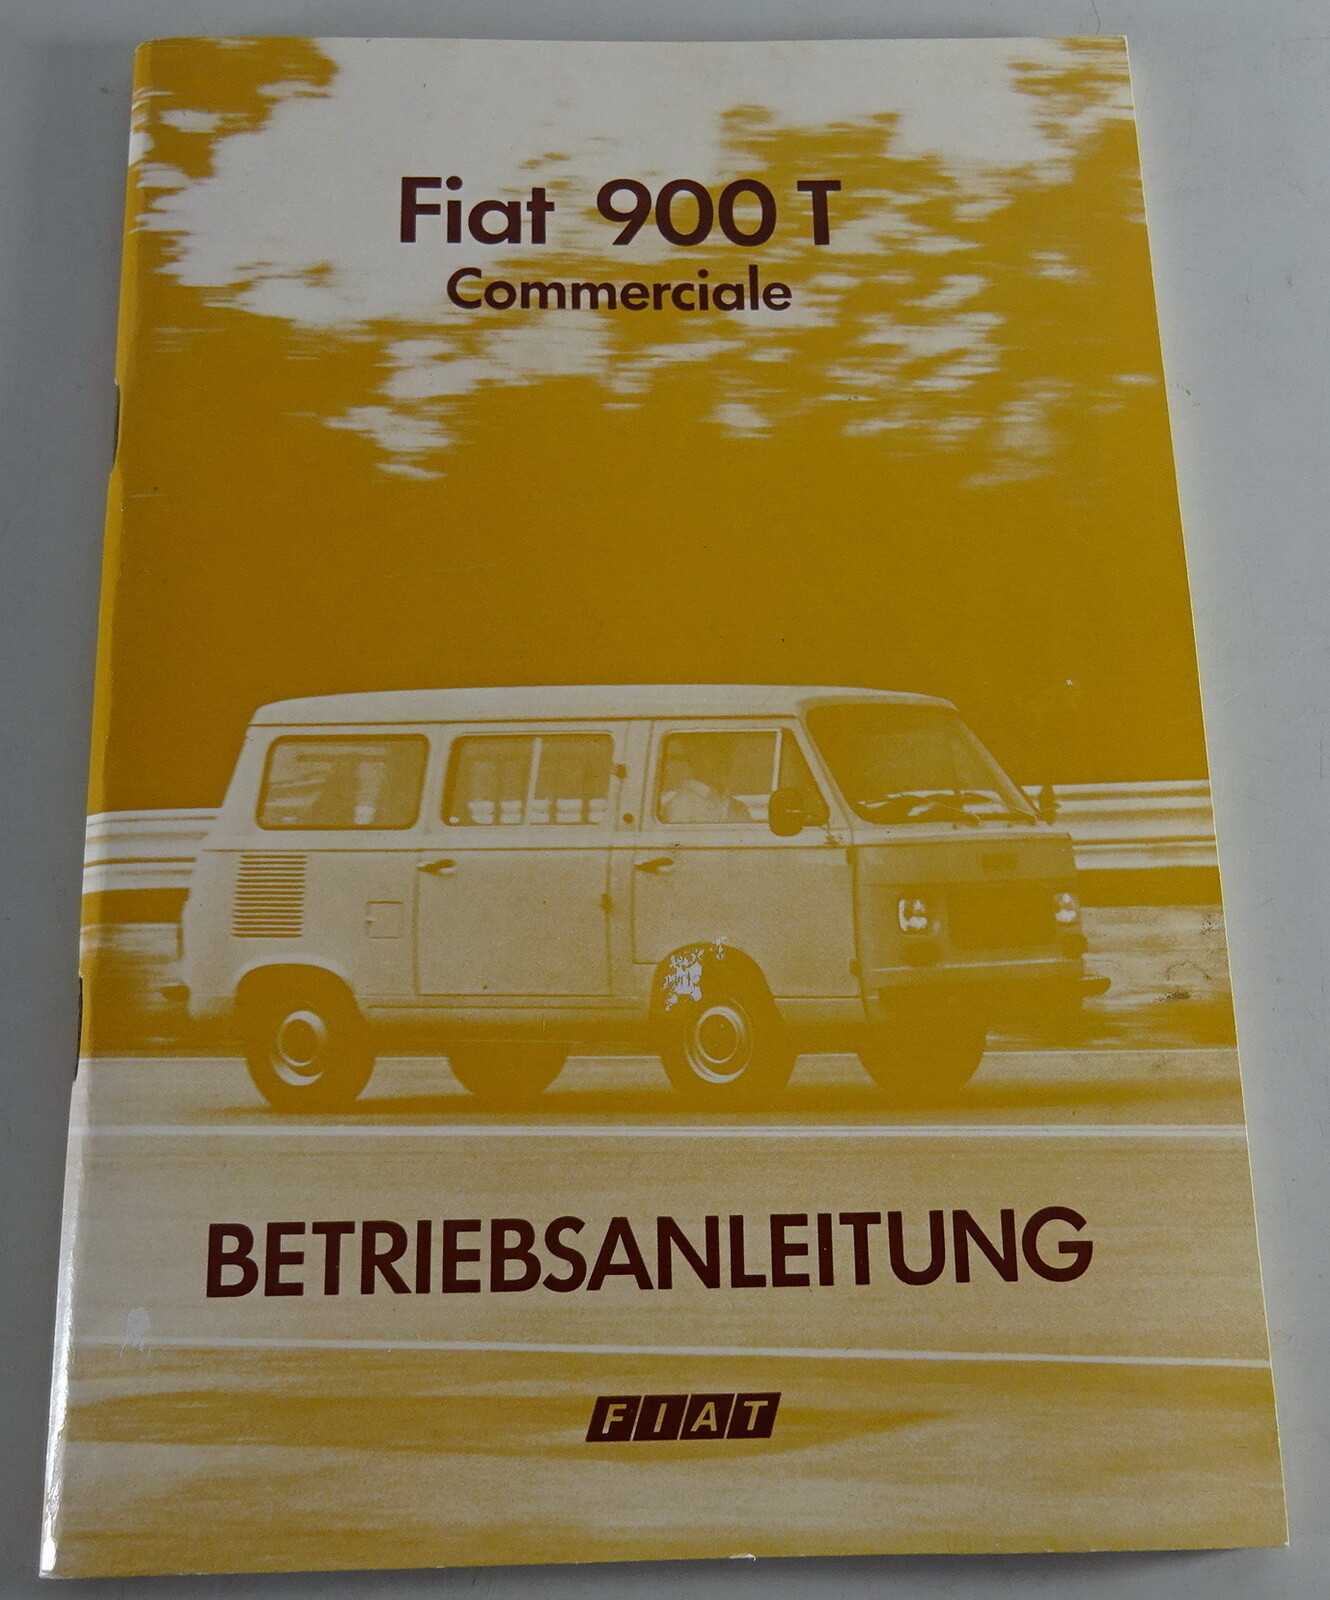 Fiat 900 T
Commerciale
BETRIEBSANLEITUNG
FIAT